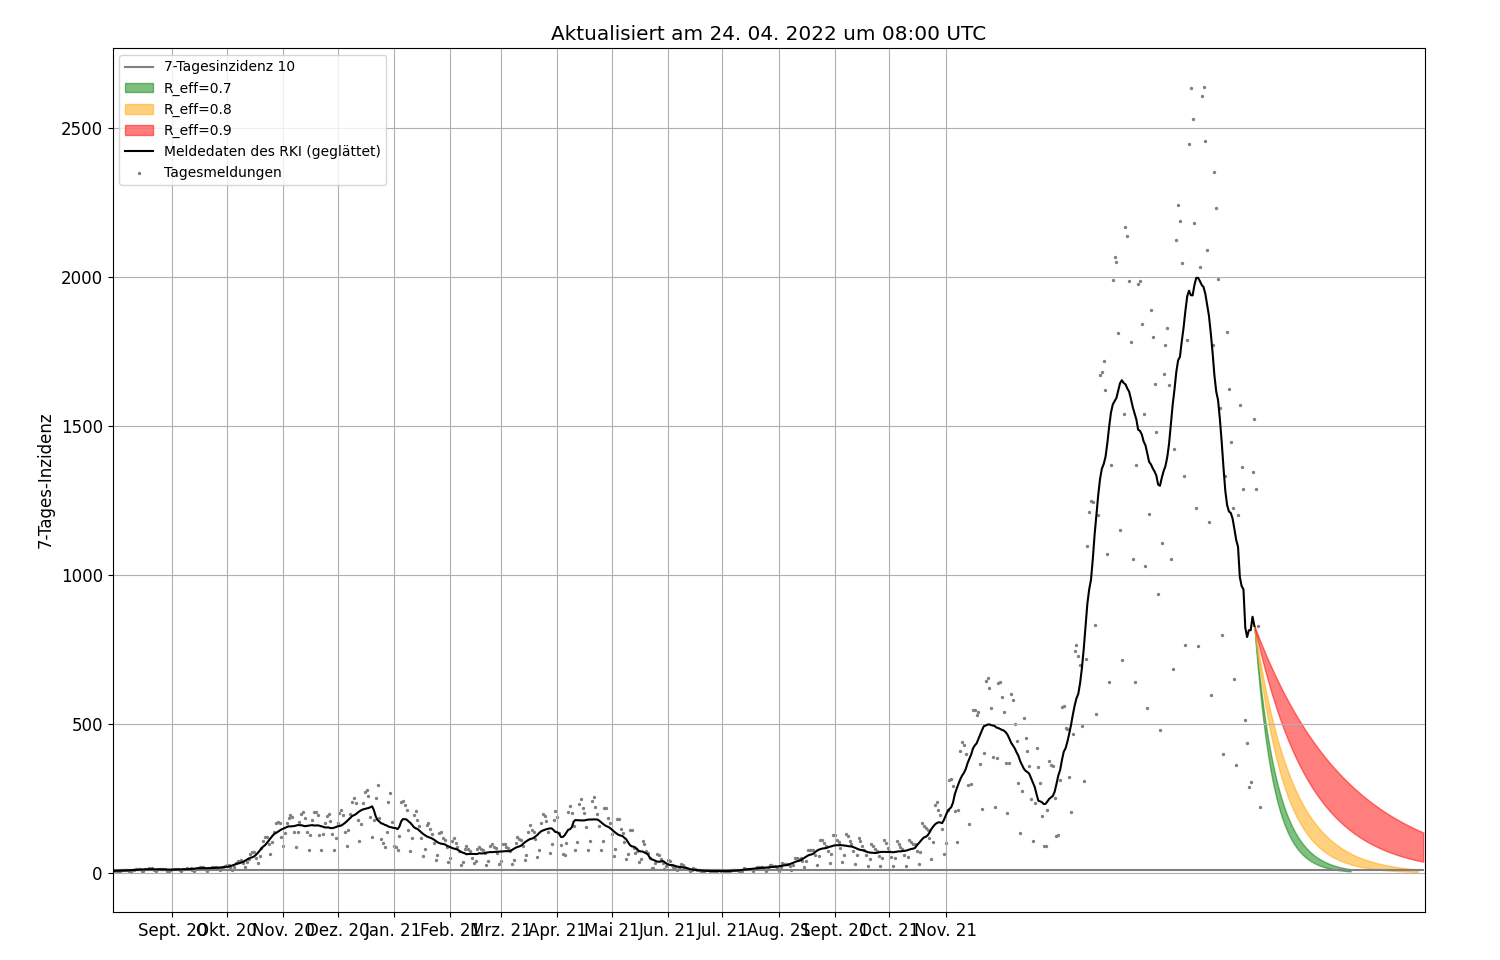 Aktualisiert am 24. 04. 2022 um 08:00 UTC
7-Tagesinzidenz 10
R_eff=0.7
R_eff=0.8
R_eff=0.9
Meldedaten des RKI (geglättet)
Tagesmeldungen
7-Tages-Inzidenz
2500
2000
1500
1000
500
0
Sept. 20 Okt. 20 Nov. 20 Dez. 20 Jan. 21 Feb. 21 Mrz. 21 Apr. 21 Mai 21 Jun. 21 Jul. 21 Aug. 21 Sept. 21 Oct. 21 Nov. 21